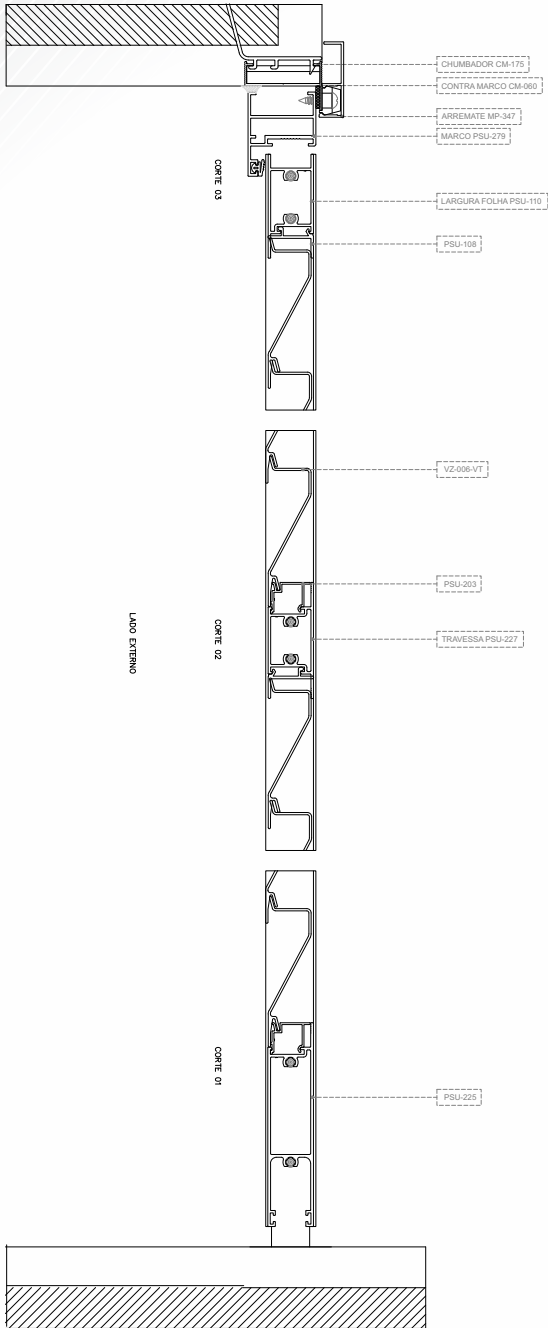 CHUMBADOR CM-175
CONTRA MARCO CM-060
ARREMATE MP-347
MARCO PSU-279
CORTE 03
LARGURA FOLHA PSU-110
PSU-108
VZ-006-VT
PSU-203
LADO EXTERNO
CORTE 02
TRAVESSA PSU-227
CORTE 01
PSU-225